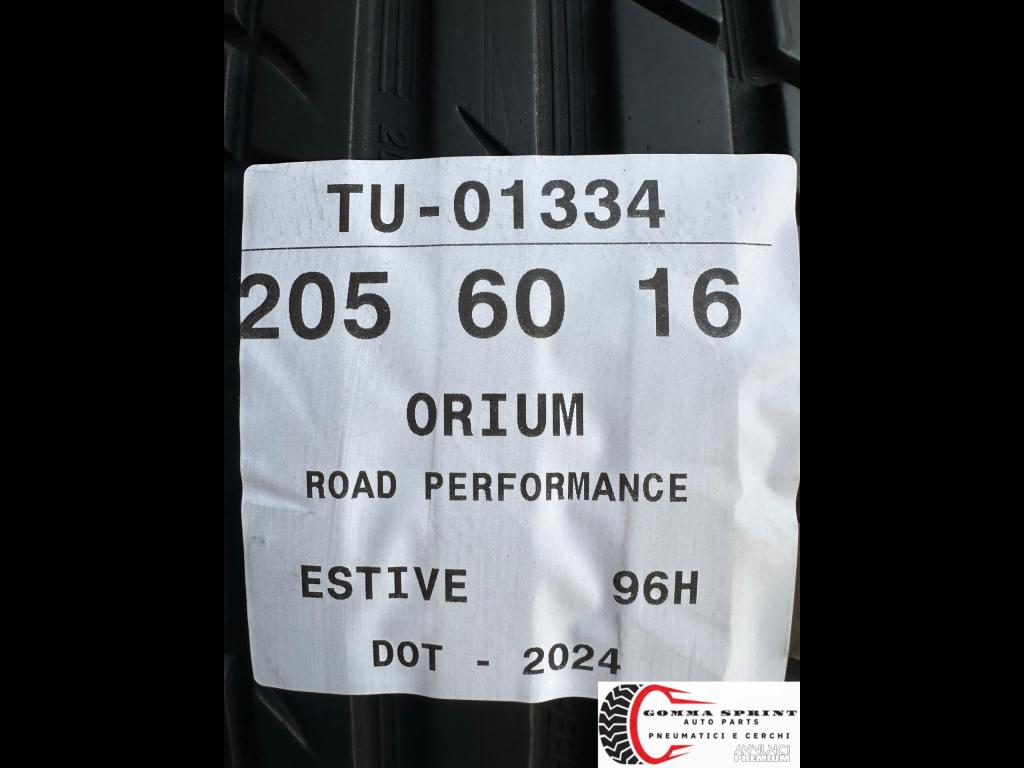 TU-01334
205 60 16
ORIUM
ROAD PERFORMANCE
ESTIVE 96H
DOT - 2024
GOMMA SPRINT
AUTO PARTS
PNEUMATICI E CERCHI
ANNUNCI
PREMIUM